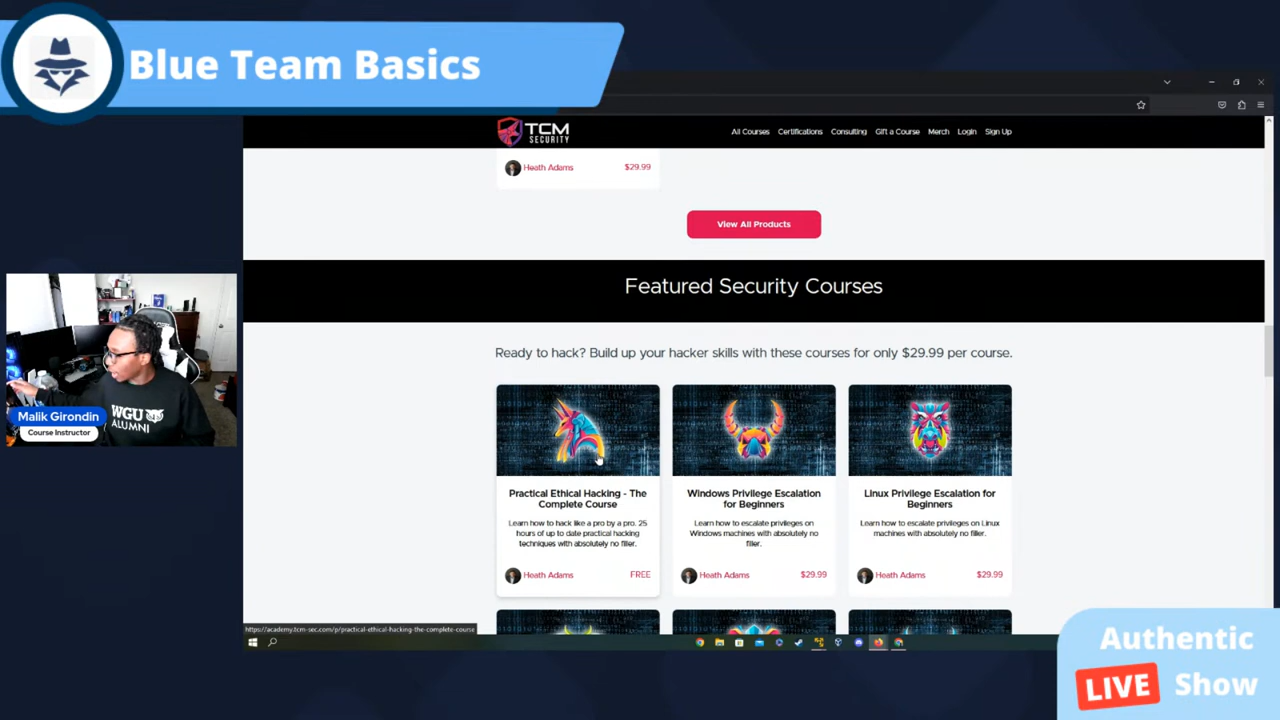 Blue Team Basics
TCM
SECURITY
All Courses Certifications Consulting Gift a Course Merch Login Sign Up
Heath Adams $29.99
View All Products
Featured Security Courses
Ready to hack? Build up your hacker skills with these courses for only $29.99 per course.
WGU
ALUMNI
Malik Girondin
Course Instructor
Practical Ethical Hacking - The
Complete Course
Learn how to hack like a pro by a pro. 25
hours of up to date practical hacking
techniques with absolutely no filler.
Heath Adams FREE
Windows Privilege Escalation
for Beginners
Learn how to escalate privileges on
Windows machines with absolutely no
filler.
Heath Adams $29.99
Linux Privilege Escalation for
Beginners
Learn how to escalate privileges on Linux
machines with absolutely no filler.
Heath Adams $29.99
https://academy.tcm-sec.com/p/practical-ethical-hacking-the-complete-course
Authentic
LIVE Show